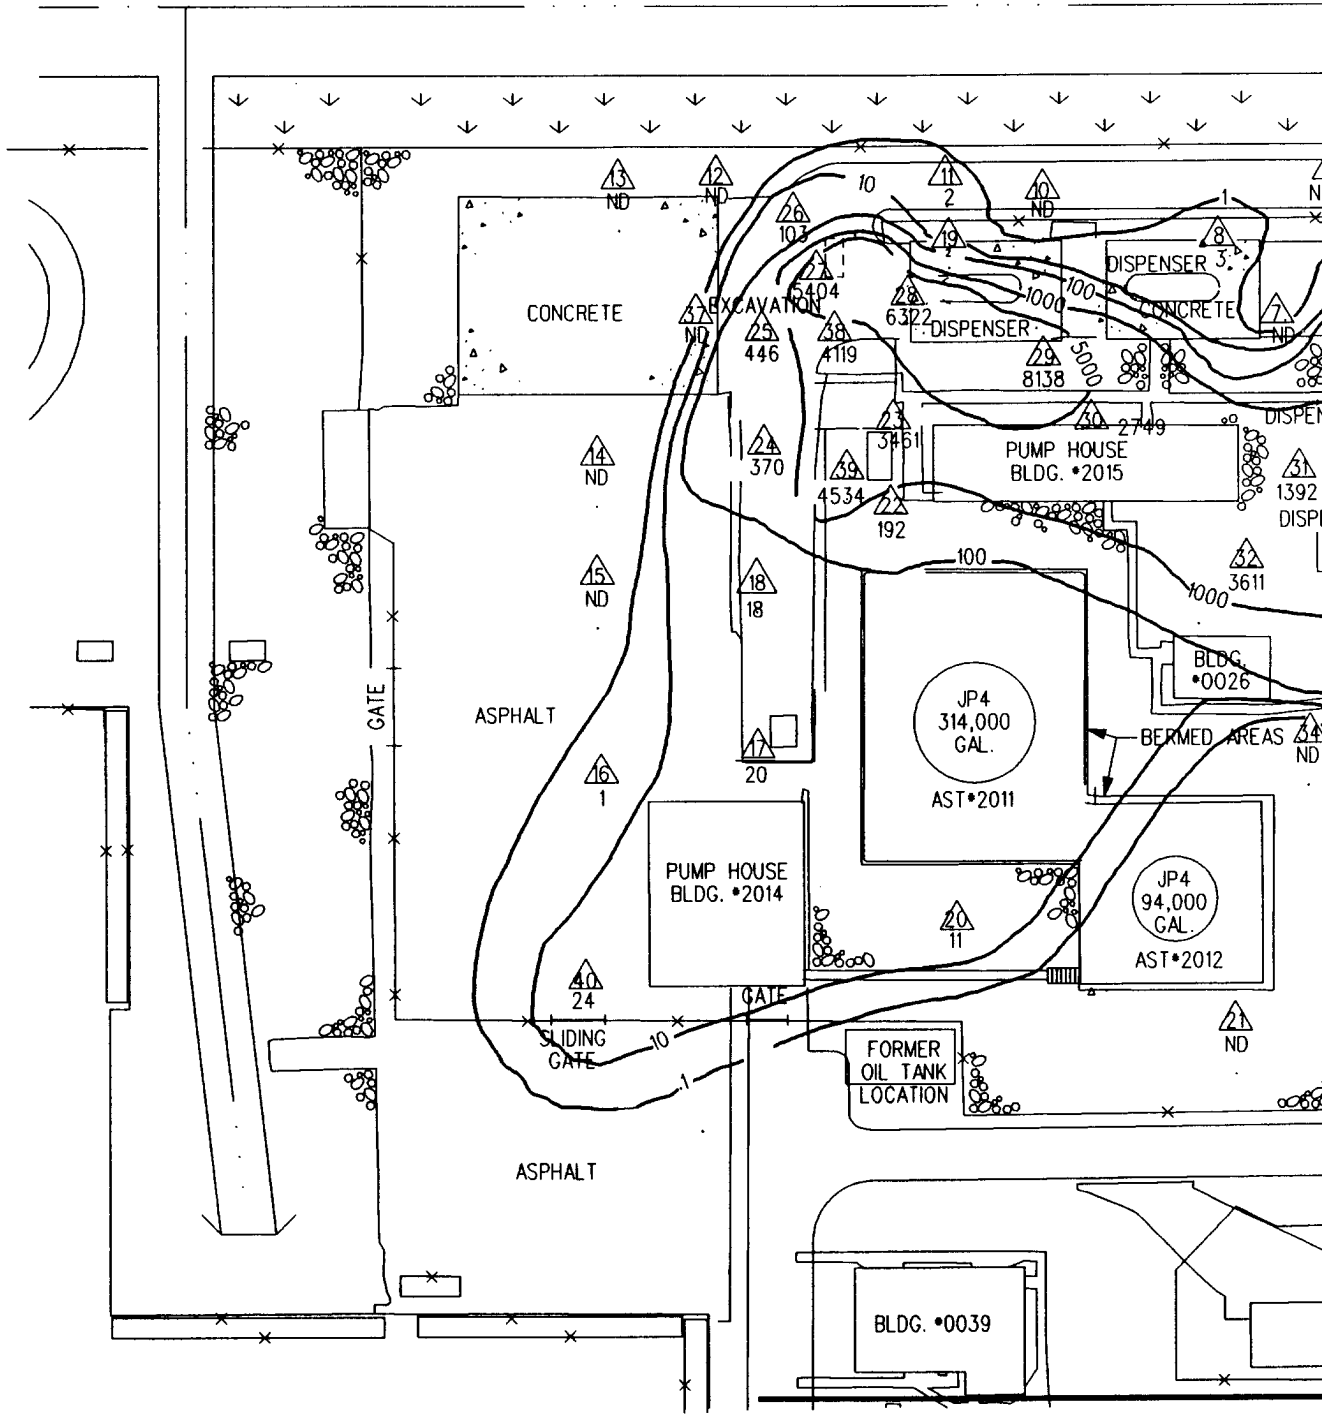 13
ND
12
ND
11
2
10
ND
N
10
1
26
103
19
2
8
3
27
5404
DISPENSER
100
28
6322
1000
CONCRETE
37
ND
EXCAVATION
CONCRETE
25
446
38
4119
DISPENSER
7
ND
29
8138
5000
24
370
23
3461
30
2749
DISPEN
14
ND
39
4534
PUMP HOUSE
BLDG. *2015
31
1392
22
192
DISP
15
ND
18
18
100
32
3611
1000
BLDG.
*0026
GATE
ASPHALT
JP4
314,000
GAL.
17
20
BERMED AREAS
34
ND
16
1
AST*2011
PUMP HOUSE
BLDG. *2014
JP4
94,000
GAL.
20
11
AST*2012
40
24
GATE
21
ND
SLIDING
GATE
10
FORMER
OIL TANK
LOCATION
.1
ASPHALT
BLDG. *0039